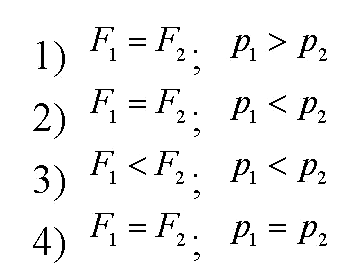 1) F₁ = F₂; p₁ > p₂
2) F₁ = F₂; p₁ < p₂
3) F₁ < F₂; p₁ < p₂
4) F₁ = F₂; p₁ = p₂